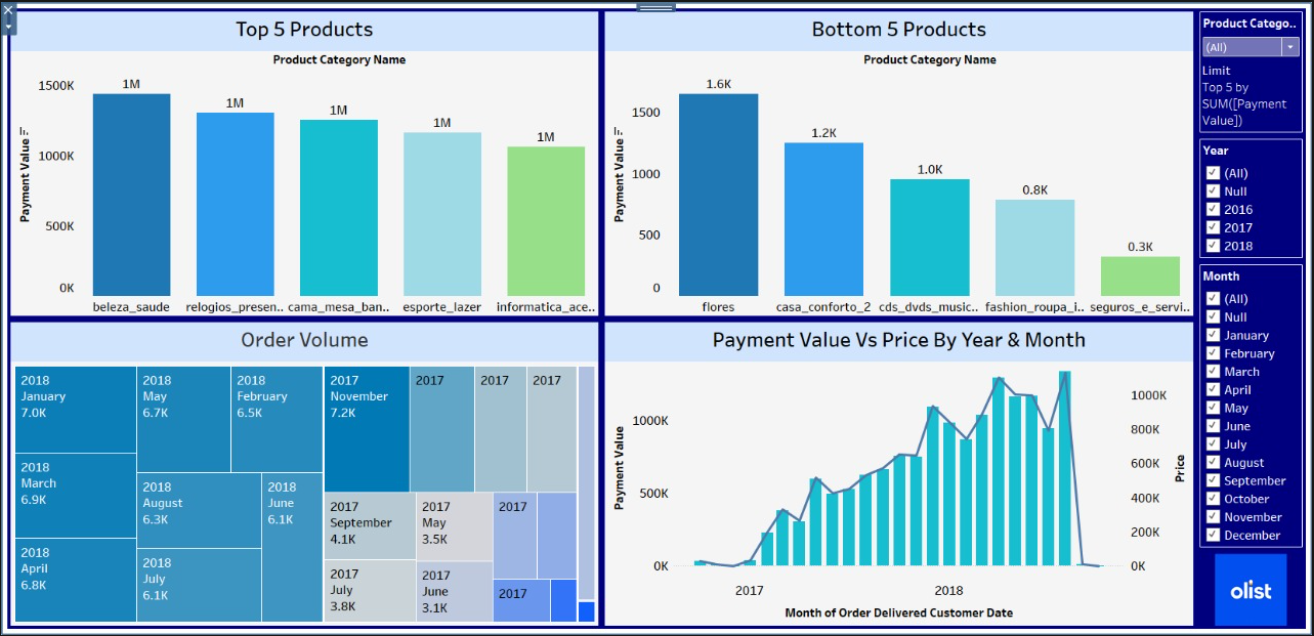 Top 5 Products
Product Category Name
Payment Value
1500K
1000K
500K
0K
1M
1M
1M
1M
1M
beleza_saude
relogios_presen..
cama_mesa_ban..
esporte_lazer
informatica_ace..
Bottom 5 Products
Product Category Name
Payment Value
1500
1000
500
0
1.6K
1.2K
1.0K
0.8K
0.3K
flores
casa_conforto_2
cds_dvds_music..
fashion_roupa_i..
seguros_e_servi..
Order Volume
2018
January
7.0K
2018
March
6.9K
2018
April
6.8K
2018
May
6.7K
2018
February
6.5K
2018
August
6.3K
2018
July
6.1K
2018
June
6.1K
2017
November
7.2K
2017
2017
2017
2017
September
4.1K
2017
July
3.8K
2017
May
3.5K
2017
June
3.1K
2017
2017
Payment Value Vs Price By Year & Month
Payment Value
1000K
500K
0K
1000K
800K
600K
400K
200K
0K
Price
2017
2018
Month of Order Delivered Customer Date
Product Catego..
(All)
Limit
Top 5 by
SUM([Payment
Value])
Year
(All)
Null
2016
2017
2018
Month
(All)
Null
January
February
March
April
May
June
July
August
September
October
November
December
olist